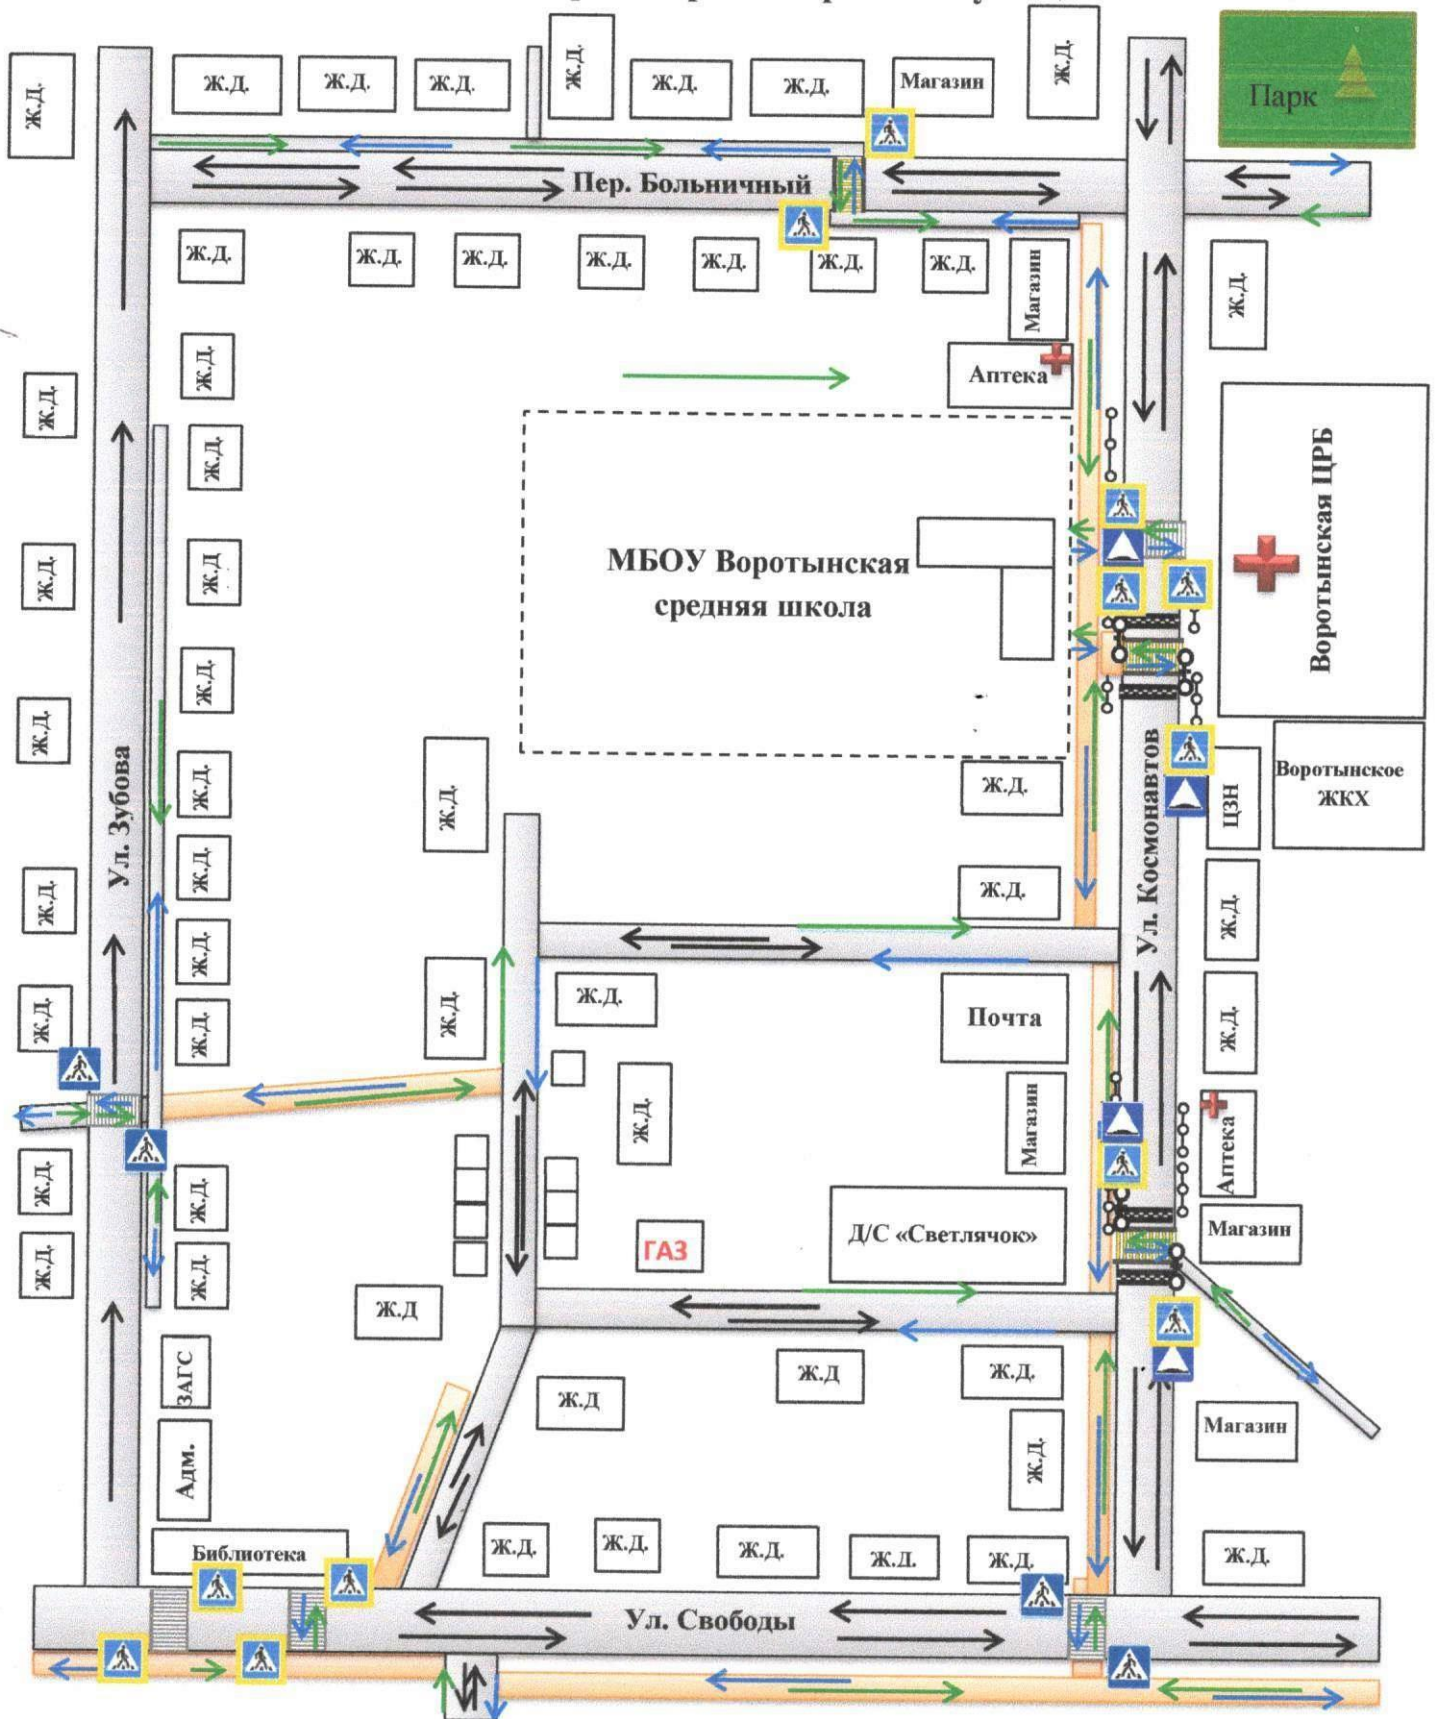 Ж.Д.
Ж.Д.
Ж.Д.
Ж.Д.
Ж.Д.
Ж.Д.
Ж.Д.
Магазин
Ж.Д.
Парк
Пер. Больничный
Ж.Д.
Ж.Д.
Ж.Д.
Ж.Д.
Ж.Д.
Ж.Д.
Ж.Д.
Магазин
Ж.Д.
Ж.Д.
Аптека
Ж.Д.
Ж.Д.
Воротынская ЦРБ
МБОУ Воротынская
средняя школа
Ж.Д.
Ж.Д
Ж.Д.
Ж.Д.
Ул. Зубова
Ж.Д.
Ж.Д.
Ж.Д.
Ул. Космонавтов
ЦЗН
Воротынское
ЖКХ
Ж.Д.
Ж.Д.
Ж.Д.
Ж.Д.
Ж.Д.
Ж.Д.
Ж.Д.
Ж.Д.
Ж.Д.
Почта
Ж.Д.
Ж.Д.
Магазин
Аптека
Ж.Д.
Ж.Д.
Ж.Д.
Ж.Д.
ГАЗ
Д/С «Светлячок»
Магазин
Ж.Д
ЗАГС
Ж.Д
Ж.Д
Ж.Д.
Адм.
Ж.Д.
Магазин
Библиотека
Ж.Д.
Ж.Д.
Ж.Д.
Ж.Д.
Ж.Д.
Ж.Д.
Ул. Свободы